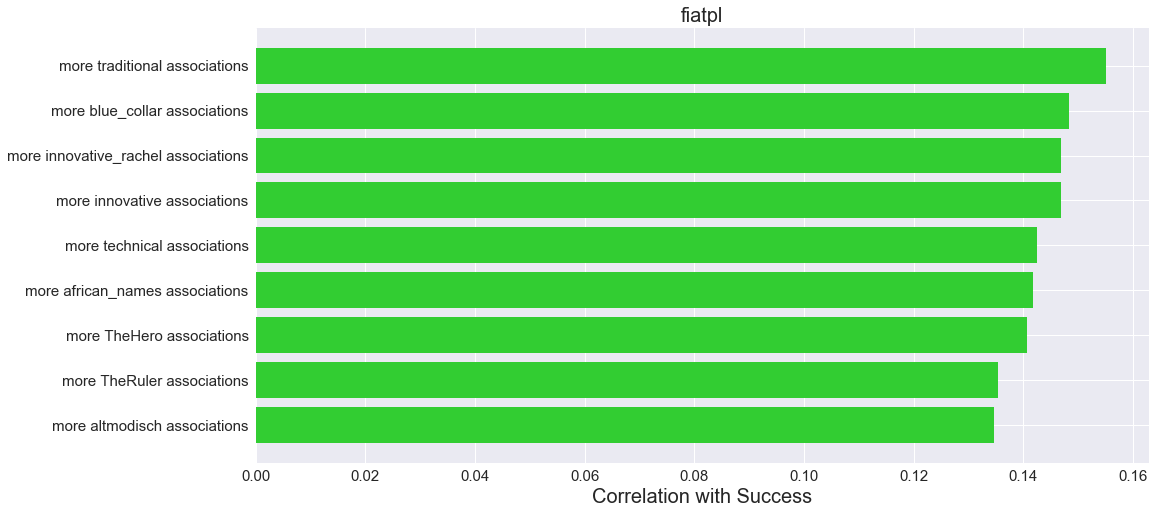 fiatpl
more traditional associations
more blue_collar associations
more innovative_rachel associations
more innovative associations
more technical associations
more african_names associations
more TheHero associations
more TheRuler associations
more altmodisch associations
0.00 0.02 0.04 0.06 0.08 0.10 0.12 0.14 0.16
Correlation with Success